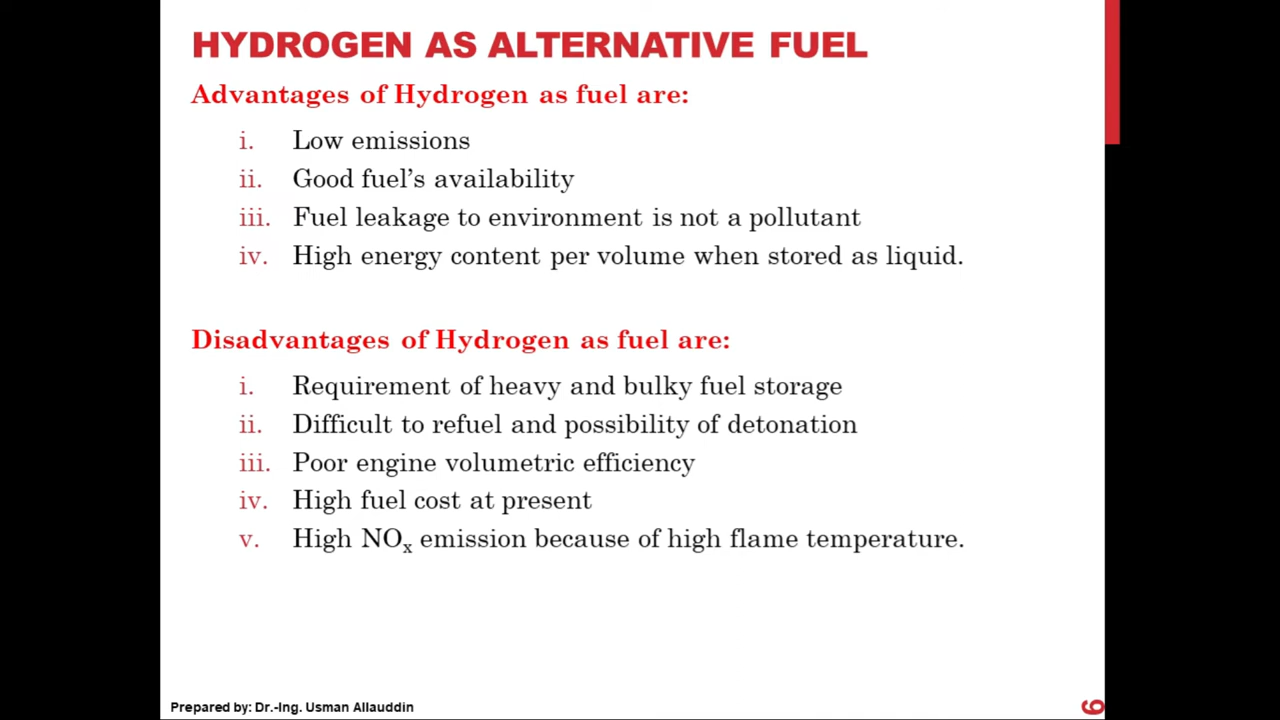 HYDROGEN AS ALTERNATIVE FUEL
Advantages of Hydrogen as fuel are:
i. Low emissions
ii. Good fuel’s availability
iii. Fuel leakage to environment is not a pollutant
iv. High energy content per volume when stored as liquid.
Disadvantages of Hydrogen as fuel are:
i. Requirement of heavy and bulky fuel storage
ii. Difficult to refuel and possibility of detonation
iii. Poor engine volumetric efficiency
iv. High fuel cost at present
v. High NOx emission because of high flame temperature.
Prepared by: Dr.-Ing. Usman Allauddin
9